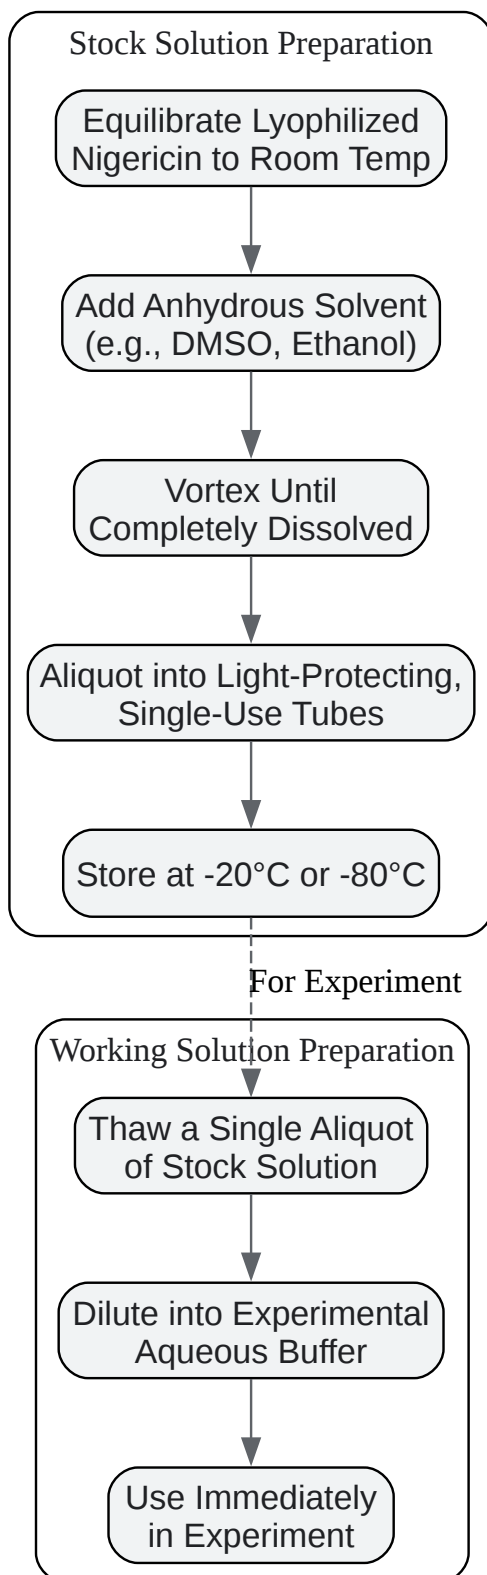 Stock Solution Preparation
Equilibrate Lyophilized
Nigericin to Room Temp
Add Anhydrous Solvent
(e.g., DMSO, Ethanol)
Vortex Until
Completely Dissolved
Aliquot into Light-Protecting,
Single-Use Tubes
Store at -20°C or -80°C
For Experiment
Working Solution Preparation
Thaw a Single Aliquot
of Stock Solution
Dilute into Experimental
Aqueous Buffer
Use Immediately
in Experiment